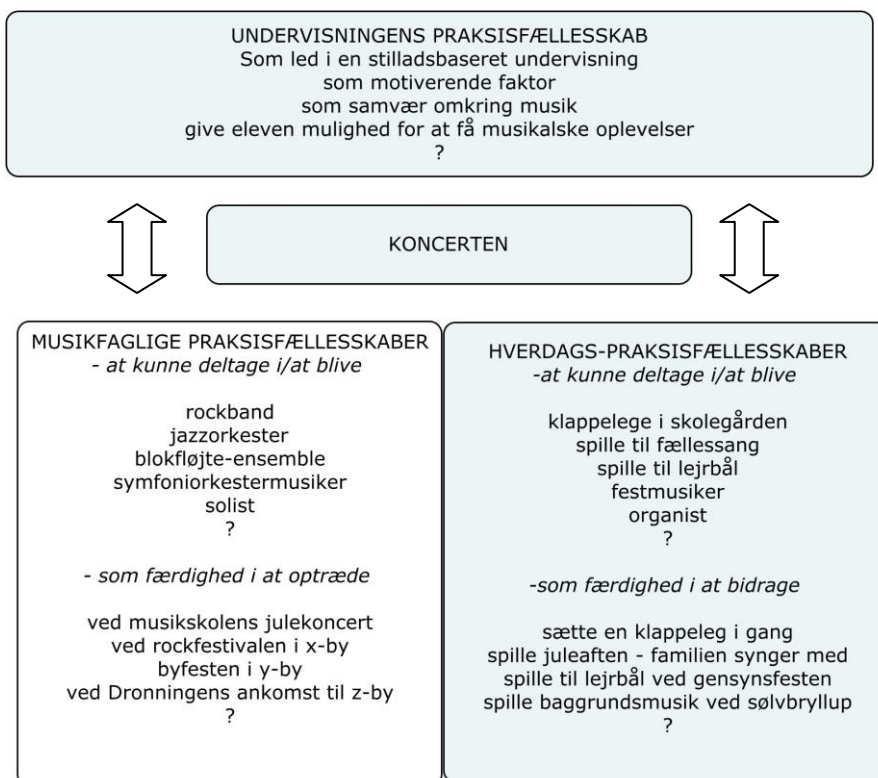 UNDERVISNINGENS PRAKSISFÆLLESSKAB
Som led i en stilladsbaseret undervisning
som motiverende faktor
som samvær omkring musik
give eleven mulighed for at få musikalske oplevelser
?
KONCERTEN
MUSIKFAGLIGE PRAKSISFÆLLESSKABER
- at kunne deltage i/at blive
rockband
jazzorkester
blokfløjte-ensemble
symfoniorkestermusiker
solist
?
- som færdighed i at optræde
ved musikskolens julekoncert
ved rockfestivalen i x-by
byfesten i y-by
ved Dronningens ankomst til z-by
?
HVERDAGS-PRAKSISFÆLLESSKABER
-at kunne deltage i/at blive
klappelege i skolegården
spille til fællessang
spille til lejrbål
festmusiker
organist
?
-som færdighed i at bidrage
sætte en klappeleg i gang
spille juleaften - familien synger med
spille til lejrbål ved gensynsfesten
spille baggrundsmusik ved sølvbryllup
?